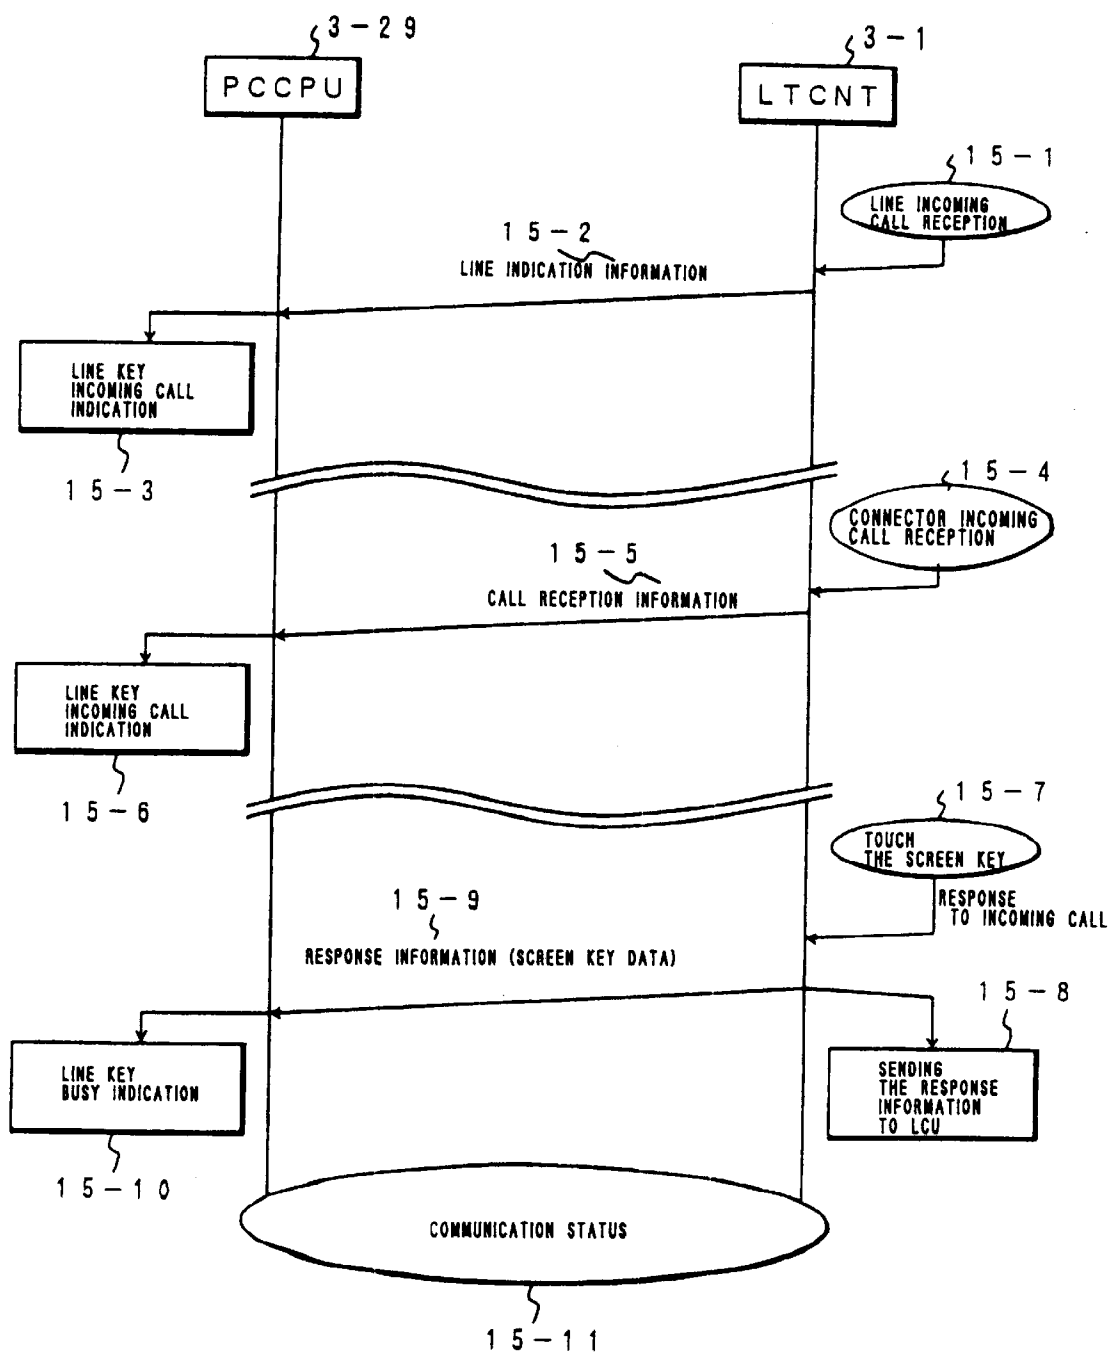 3-29
3-1
PCCPU
LTCNT
15-1
LINE INCOMING
CALL RECEPTION
15-2
LINE INDICATION INFORMATION
LINE KEY
INCOMING CALL
INDICATION
15-3
15-4
CONNECTOR INCOMING
CALL RECEPTION
15-5
CALL RECEPTION INFORMATION
LINE KEY
INCOMING CALL
INDICATION
15-6
15-7
TOUCH
THE SCREEN KEY
RESPONSE
TO INCOMING CALL
15-9
RESPONSE INFORMATION (SCREEN KEY DATA)
15-8
LINE KEY
BUSY INDICATION
SENDING
THE RESPONSE
INFORMATION
TO LCU
15-10
COMMUNICATION STATUS
15-11